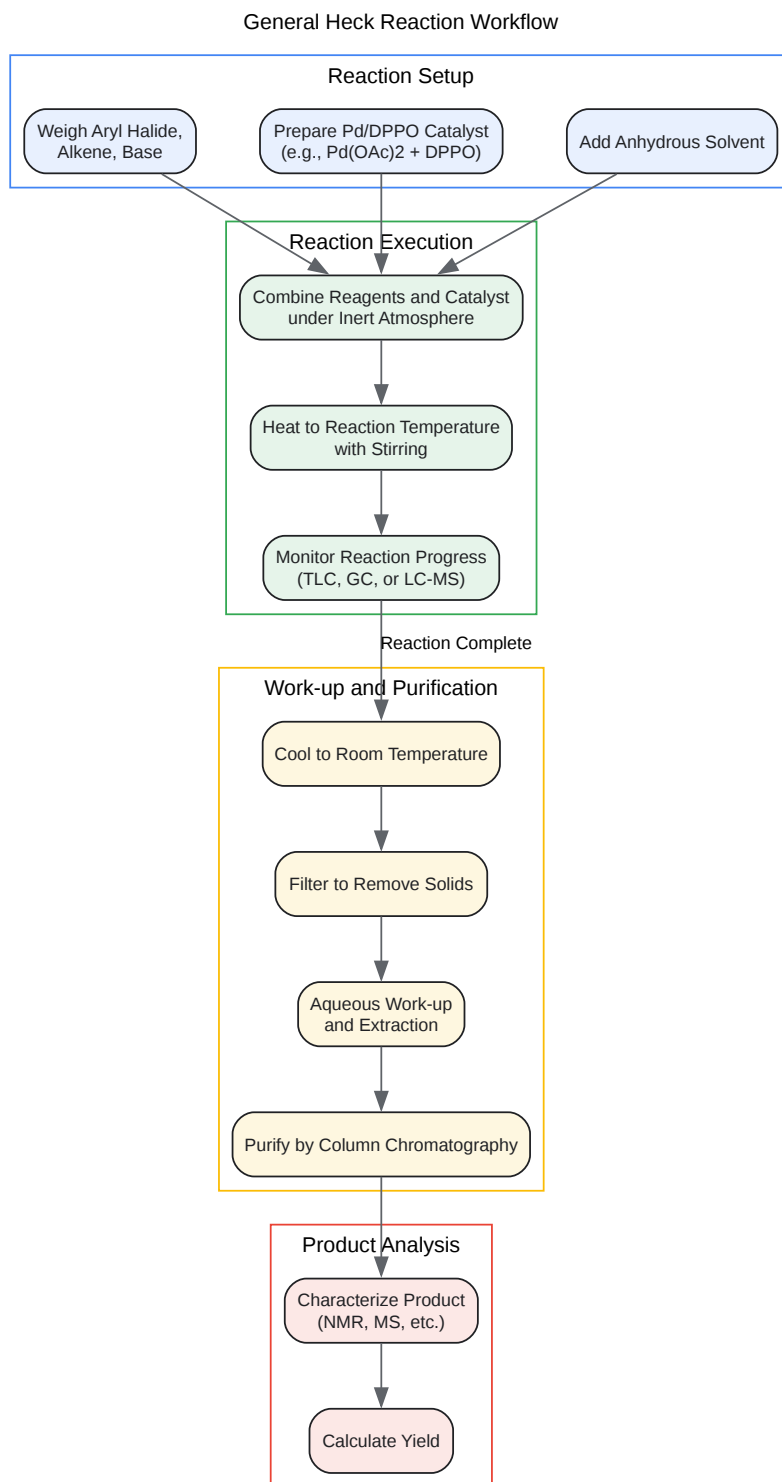 General Heck Reaction Workflow
Reaction Setup
Weigh Aryl Halide,
Alkene, Base
Prepare Pd/DPPO Catalyst
(e.g., Pd(OAc)2 + DPPO)
Add Anhydrous Solvent
Reaction Execution
Combine Reagents and Catalyst
under Inert Atmosphere
Heat to Reaction Temperature
with Stirring
Monitor Reaction Progress
(TLC, GC, or LC-MS)
Reaction Complete
Work-up and Purification
Cool to Room Temperature
Filter to Remove Solids
Aqueous Work-up
and Extraction
Purify by Column Chromatography
Product Analysis
Characterize Product
(NMR, MS, etc.)
Calculate Yield